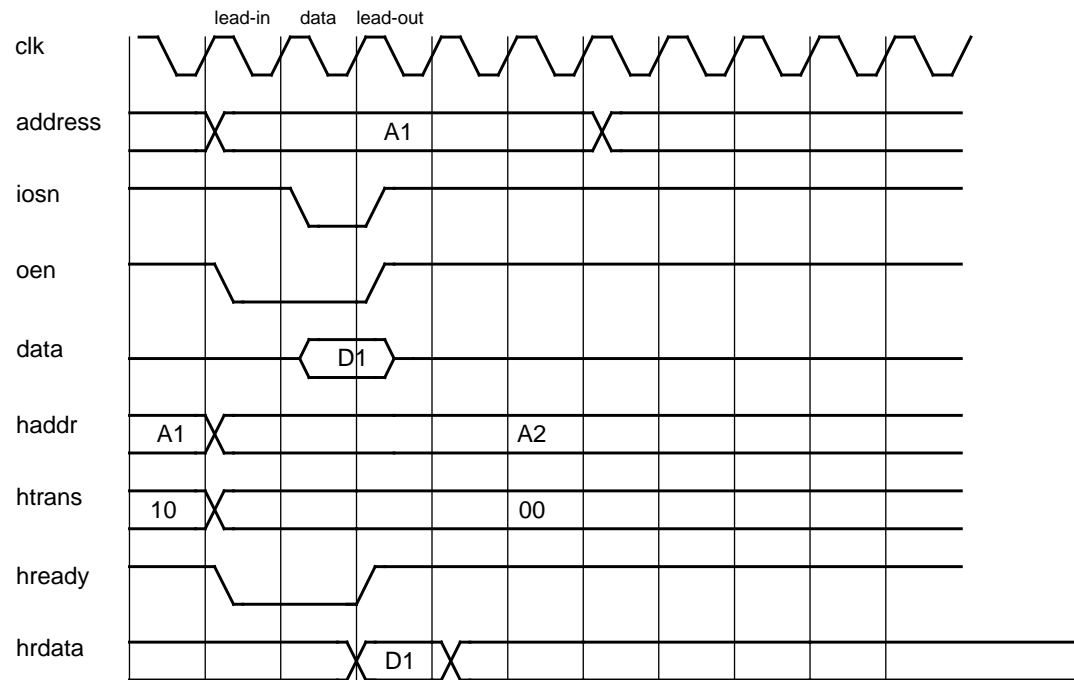 lead-in data lead-out
clk
address A1
iosn
oen
data D1
haddr A1 A2
htrans 10 00
hready
hrdata D1